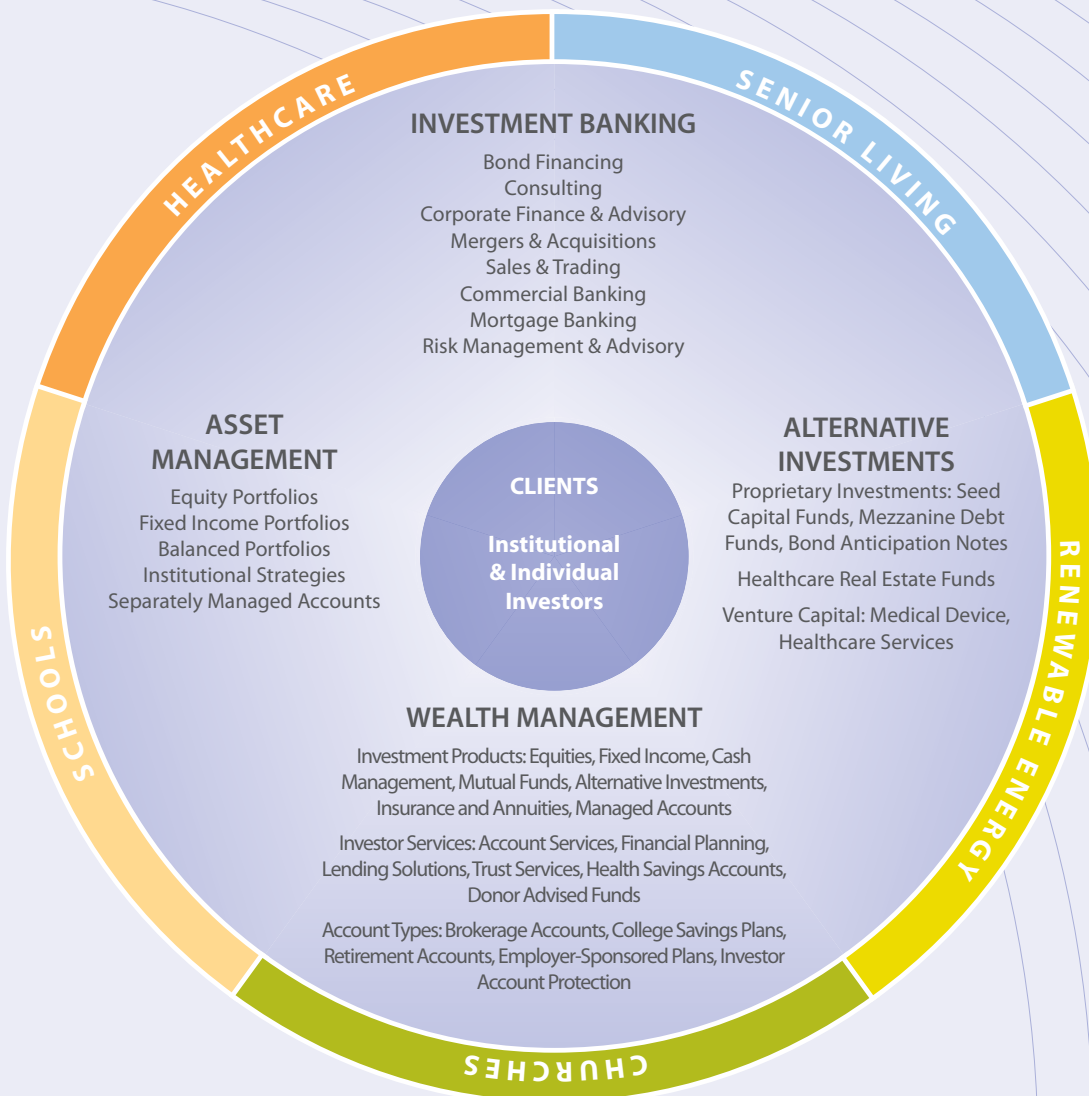 HEALTHCARE
SENIOR LIVING
INVESTMENT BANKING
Bond Financing
Consulting
Corporate Finance & Advisory
Mergers & Acquisitions
Sales & Trading
Commercial Banking
Mortgage Banking
Risk Management & Advisory
ASSET
MANAGEMENT
Equity Portfolios
Fixed Income Portfolios
Balanced Portfolios
Institutional Strategies
Separately Managed Accounts
CLIENTS
Institutional
& Individual
Investors
ALTERNATIVE
INVESTMENTS
Proprietary Investments: Seed
Capital Funds, Mezzanine Debt
Funds, Bond Anticipation Notes
Healthcare Real Estate Funds
Venture Capital: Medical Device,
Healthcare Services
SCHOOLS
RENEWABLE ENERGY
WEALTH MANAGEMENT
Investment Products: Equities, Fixed Income, Cash
Management, Mutual Funds, Alternative Investments,
Insurance and Annuities, Managed Accounts
Investor Services: Account Services, Financial Planning,
Lending Solutions, Trust Services, Health Savings Accounts,
Donor Advised Funds
Account Types: Brokerage Accounts, College Savings Plans,
Retirement Accounts, Employer-Sponsored Plans, Investor
Account Protection
CHURCHES